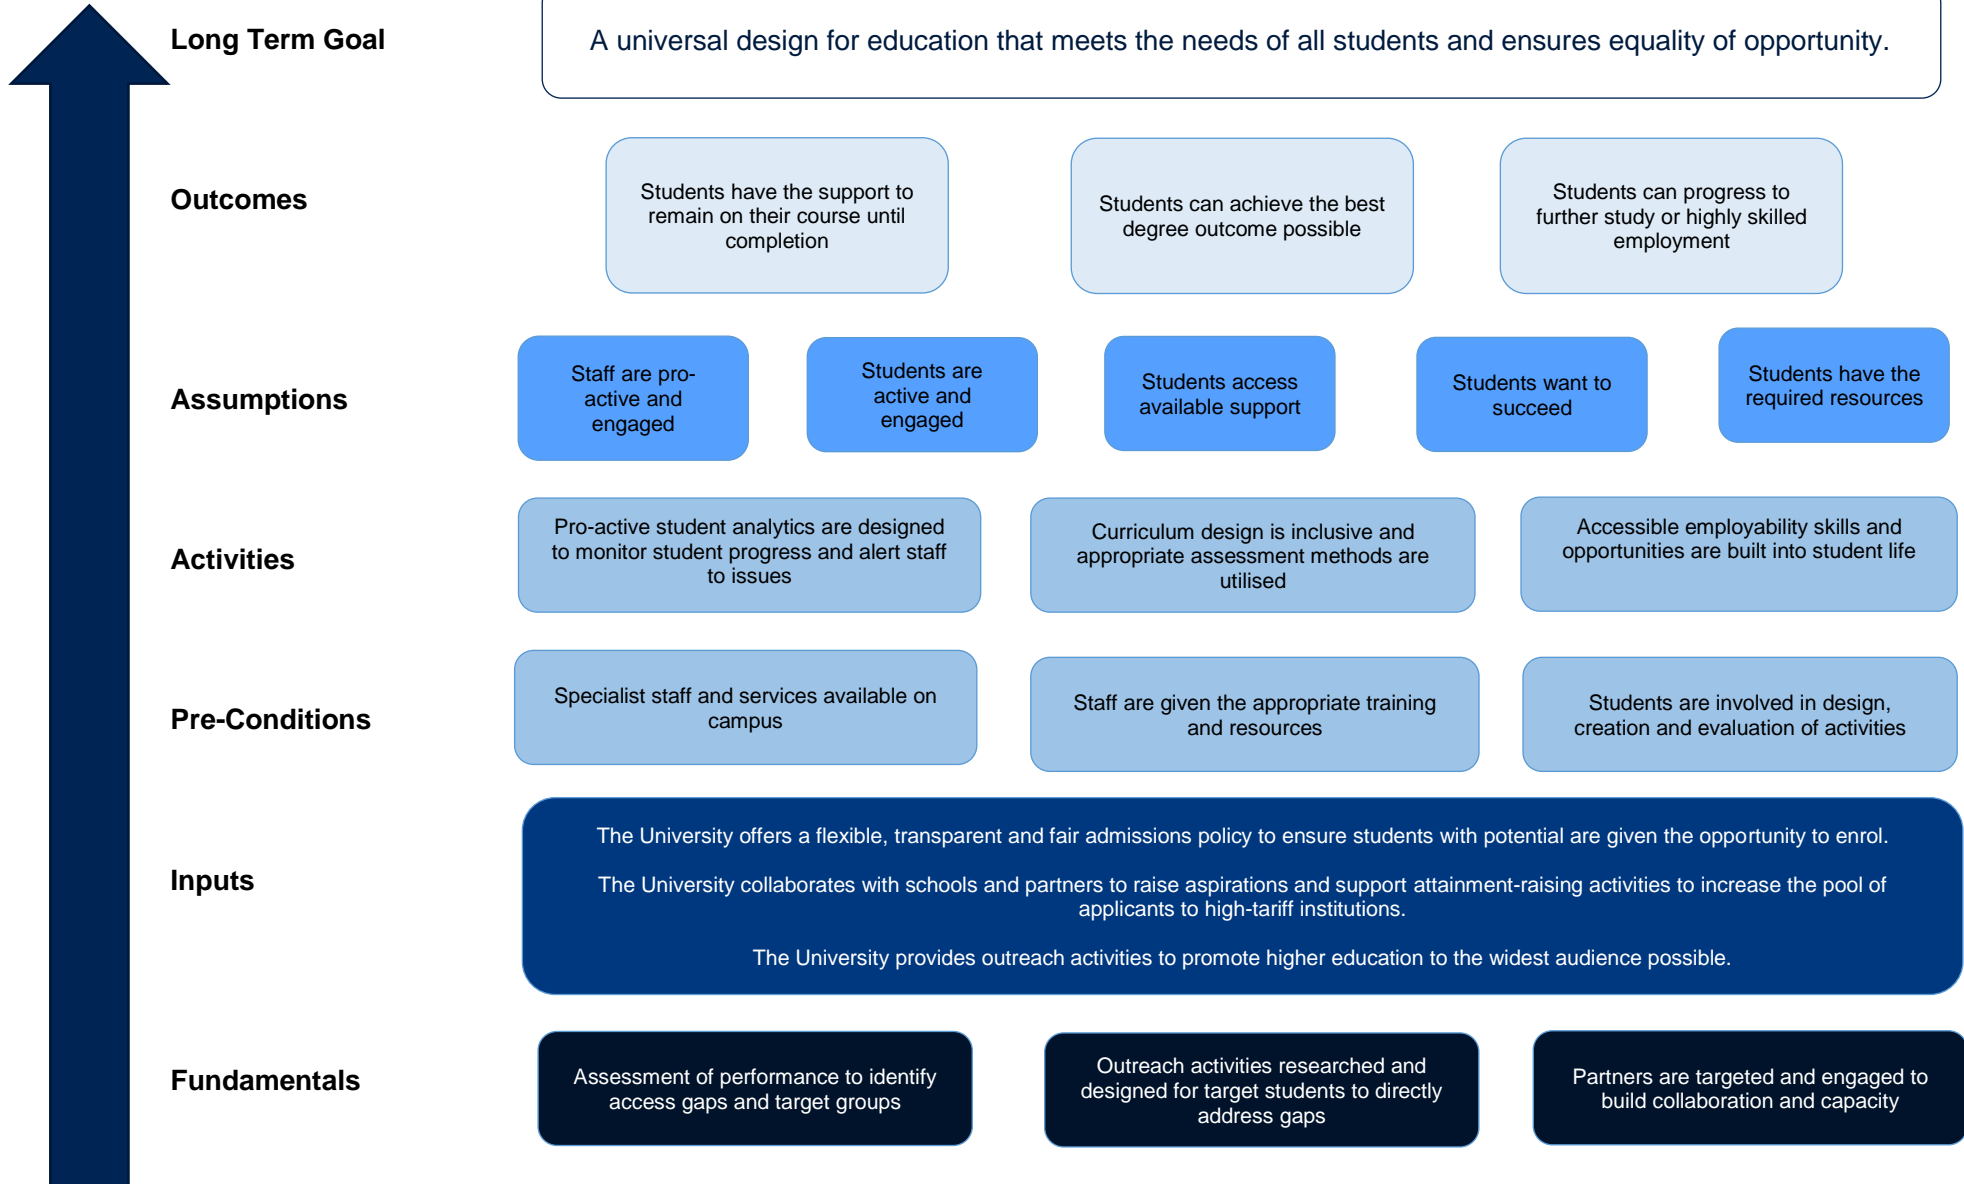 Long Term Goal
A universal design for education that meets the needs of all students and ensures equality of opportunity.
Outcomes
Students have the support to
remain on their course until
completion
Students can achieve the best
degree outcome possible
Students can progress to
further study or highly skilled
employment
Assumptions
Staff are pro-
active and
engaged
Students are
active and
engaged
Students access
available support
Students want to
succeed
Students have the
required resources
Activities
Pro-active student analytics are designed
to monitor student progress and alert staff
to issues
Curriculum design is inclusive and
appropriate assessment methods are
utilised
Accessible employability skills and
opportunities are built into student life
Pre-Conditions
Specialist staff and services available on
campus
Staff are given the appropriate training
and resources
Students are involved in design,
creation and evaluation of activities
Inputs
The University offers a flexible, transparent and fair admissions policy to ensure students with potential are given the opportunity to enrol.
The University collaborates with schools and partners to raise aspirations and support attainment-raising activities to increase the pool of
applicants to high-tariff institutions.
The University provides outreach activities to promote higher education to the widest audience possible.
Fundamentals
Assessment of performance to identify
access gaps and target groups
Outreach activities researched and
designed for target students to directly
address gaps
Partners are targeted and engaged to
build collaboration and capacity